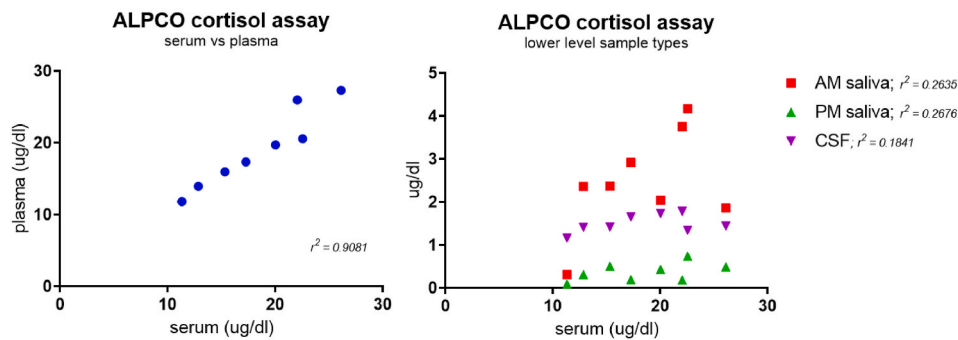 ALPCO cortisol assay
serum vs plasma
30
20
10
0
plasma (ug/dl)
r² = 0.9081
0 10 20 30
serum (ug/dl)
ALPCO cortisol assay
lower level sample types
5
4
3
2
1
0
ug/dl
0 10 20 30
serum (ug/dl)
AM saliva; r² = 0.2635
PM saliva; r² = 0.2676
CSF; r² = 0.1841